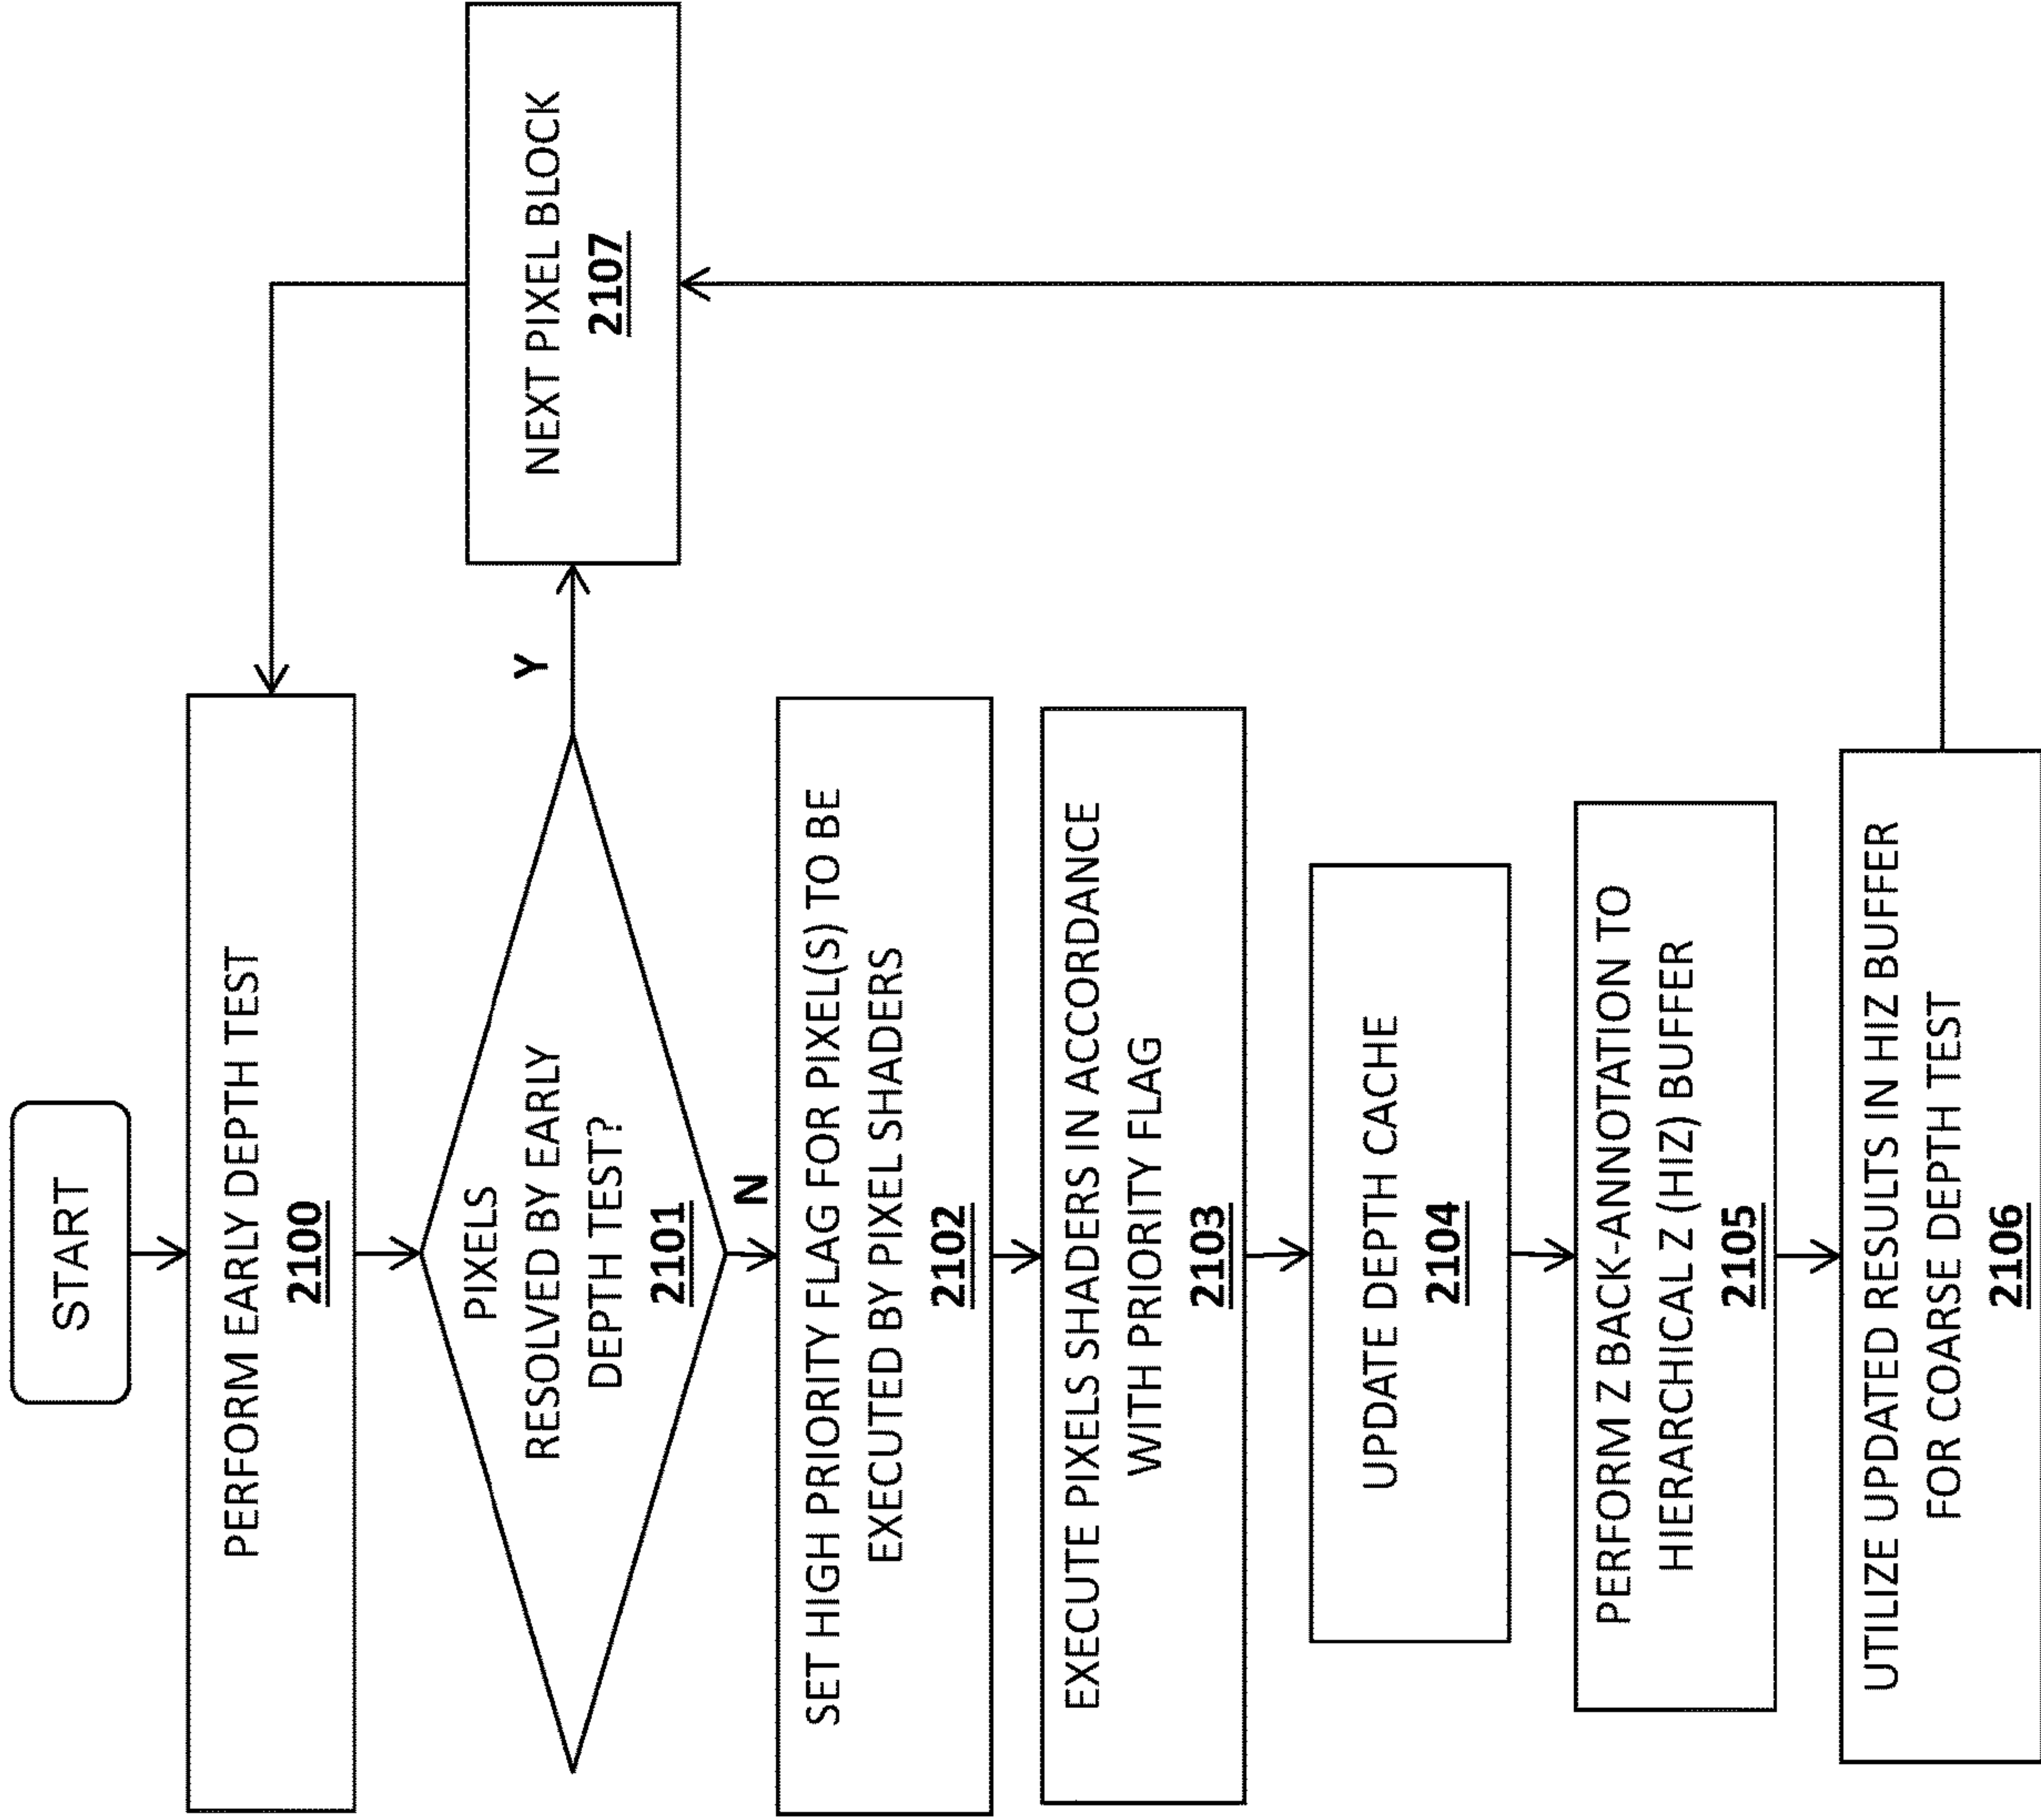 START
PERFORM EARLY DEPTH TEST
2100
PIXELS
RESOLVED BY EARLY
DEPTH TEST?
2101
Y
N
NEXT PIXEL BLOCK
2107
SET HIGH PRIORITY FLAG FOR PIXEL(S) TO BE
EXECUTED BY PIXEL SHADERS
2102
EXECUTE PIXELS SHADERS IN ACCORDANCE
WITH PRIORITY FLAG
2103
UPDATE DEPTH CACHE
2104
PERFORM Z BACK-ANNOTATION TO
HIERARCHICAL Z (HIZ) BUFFER
2105
UTILIZE UPDATED RESULTS IN HIZ BUFFER
FOR COARSE DEPTH TEST
2106